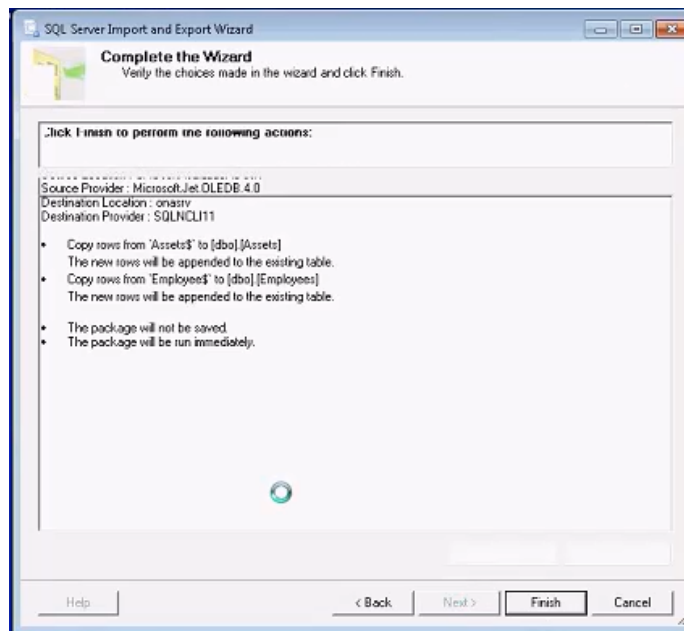 SQL Server Import and Export Wizard
Complete the Wizard
Verify the choices made in the wizard and click Finish.
Click Finish to perform the following actions:
Source Location :
Source Provider : Microsoft.Jet.OLEDB.4.0
Destination Location : onasrv
Destination Provider : SQLNCLI11
• Copy rows from `Assets$` to [dbo].[Assets]
The new rows will be appended to the existing table.
• Copy rows from `Employee$` to [dbo].[Employees]
The new rows will be appended to the existing table.
• The package will not be saved.
• The package will be run immediately.
Help
< Back
Next >
Finish
Cancel